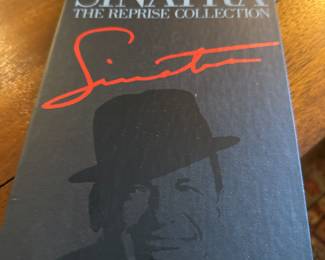 SINATRA
THE REPRISE COLLECTION
Sinatra